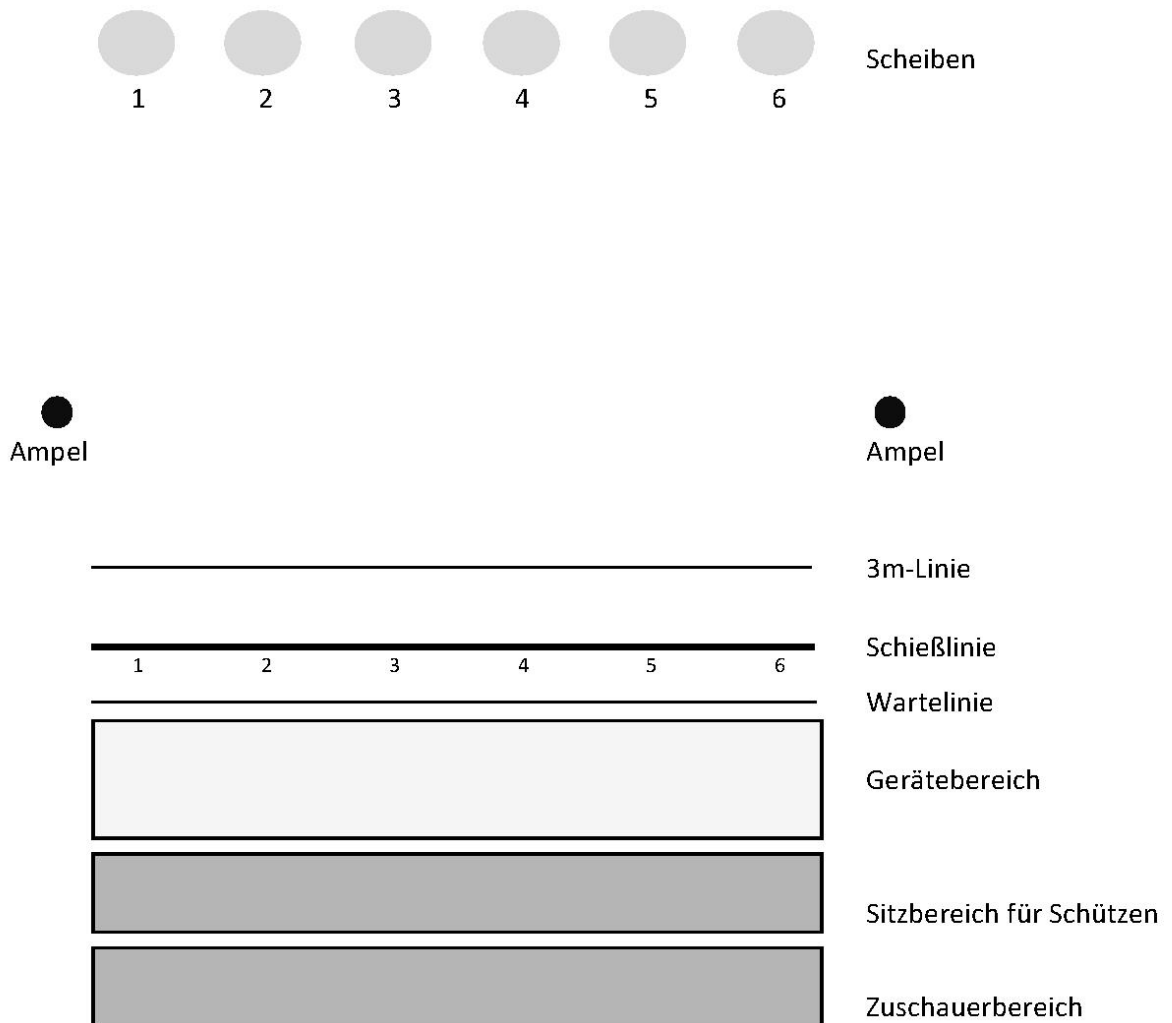 Scheiben
1 2 3 4 5 6
Ampel Ampel
3m-Linie
Schießlinie
1 2 3 4 5 6
Wartelinie
Gerätebereich
Sitzbereich für Schützen
Zuschauerbereich